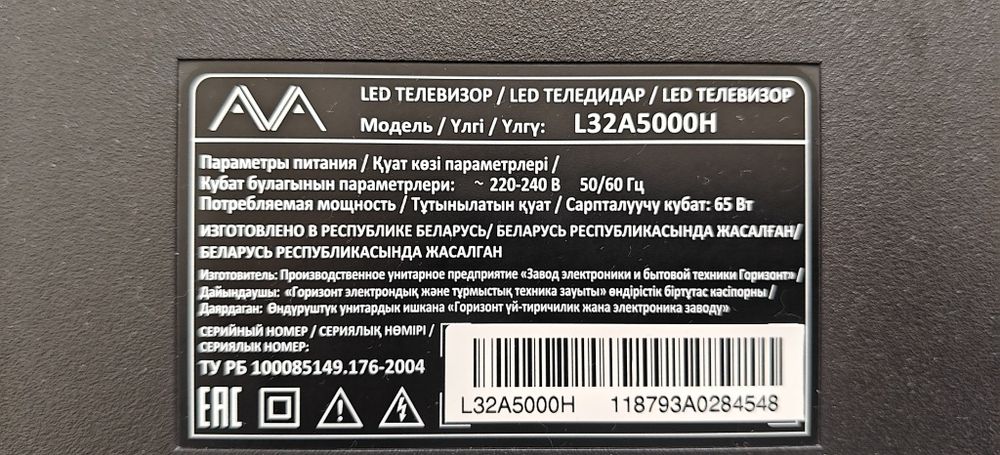 AVA
LED ТЕЛЕВИЗОР / LED ТЕЛЕДИДАР / LED ТЕЛЕВИЗОР
Модель / Үлгі / Үлгү: L32A5000H
Параметры питания / Қуат көзі параметрлері /
Кубат булагынын параметрлери: ~ 220-240 В 50/60 Гц
Потребляемая мощность / Тұтынылатын қуат / Сарпталуучу кубат: 65 Вт
ИЗГОТОВЛЕНО В РЕСПУБЛИКЕ БЕЛАРУСЬ/ БЕЛАРУСЬ РЕСПУБЛИКАСЫНДА ЖАСАЛҒАН/
БЕЛАРУСЬ РЕСПУБЛИКАСЫНДА ЖАСАЛГАН
Изготовитель: Производственное унитарное предприятие «Завод электроники и бытовой техники Горизонт» /
Дайындаушы: «Горизонт электрондық және тұрмыстық техника зауыты» өндірістік біртұтас кәсіпорны /
Даярдаган: Өндүруштүк унитардык ишкана «Горизонт үй-тиричилик жана электроника заводу»
СЕРИЙНЫЙ НОМЕР / СЕРИЯЛЫҚ НӨМІРІ /
СЕРИЯЛЫК НОМЕР:
ТУ РБ 100085149.176-2004
EAC
L32A5000H 118793A0284548